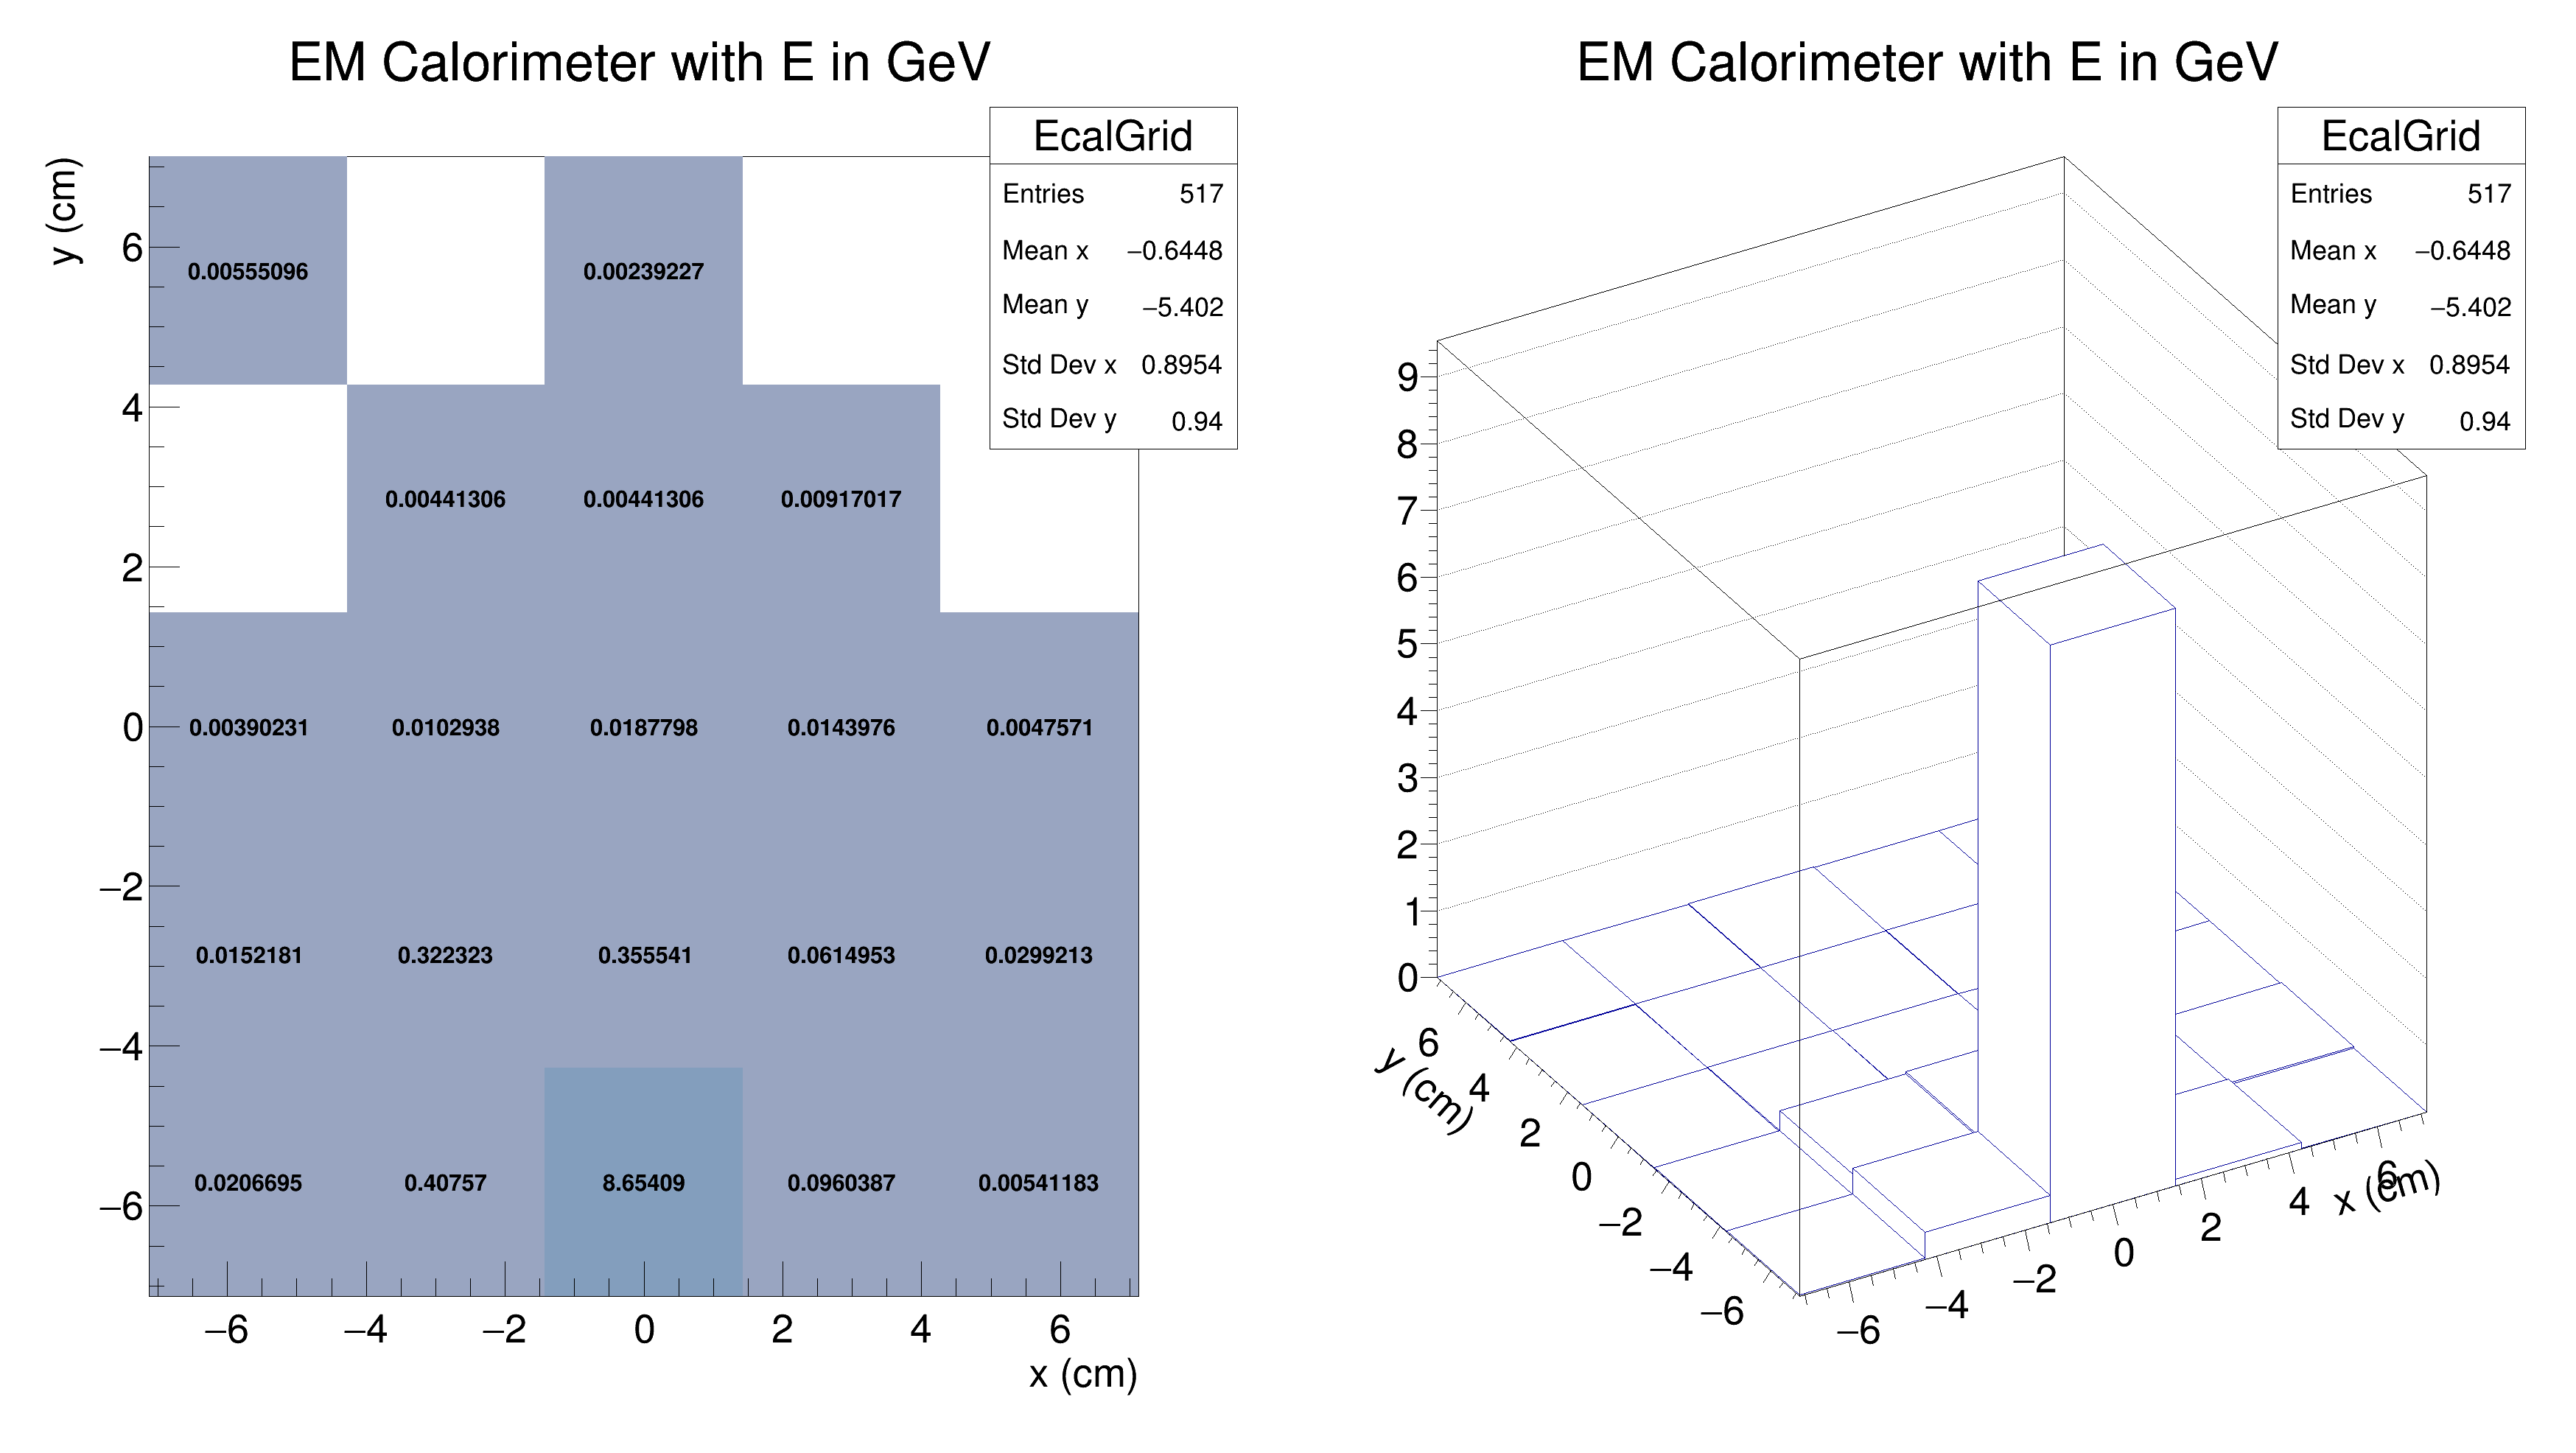 EM Calorimeter with E in GeV
EcalGrid
Entries 517
Mean x −0.6448
Mean y −5.402
Std Dev x 0.8954
Std Dev y 0.94
y (cm)
6
4
2
0
−2
−4
−6
0.00555096 0.00239227
0.00441306 0.00441306 0.00917017
0.00390231 0.0102938 0.0187798 0.0143976 0.0047571
0.0152181 0.322323 0.355541 0.0614953 0.0299213
0.0206695 0.40757 8.65409 0.0960387 0.00541183
−6 −4 −2 0 2 4 6
x (cm)
EM Calorimeter with E in GeV
EcalGrid
Entries 517
Mean x −0.6448
Mean y −5.402
Std Dev x 0.8954
Std Dev y 0.94
9
8
7
6
5
4
3
2
1
0
y (cm)
6
4
2
0
−2
−4
−6
−6
−4
−2
0
2
4
6
x (cm)